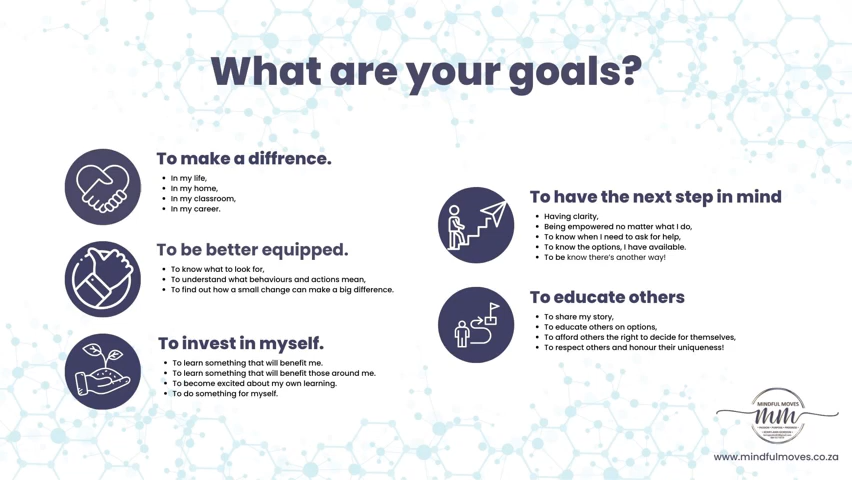 What are your goals?
To make a diffrence.
• In my life,
• In my home,
• In my classroom,
• In my career.
To be better equipped.
• To know what to look for,
• To understand what behaviours and actions mean,
• To find out how a small change can make a big difference.
To invest in myself.
• To learn something that will benefit me.
• To learn something that will benefit those around me.
• To become excited about my own learning.
• To do something for myself.
To have the next step in mind
• Having clarity,
• Being empowered no matter what I do,
• To know when I need to ask for help,
• To know the options, I have available.
• To be know there's another way!
To educate others
• To share my story,
• To educate others on options,
• To afford others the right to decide for themselves,
• To respect others and honour their uniqueness!
MINDFUL MOVES
mm
www.mindfulmoves.co.za